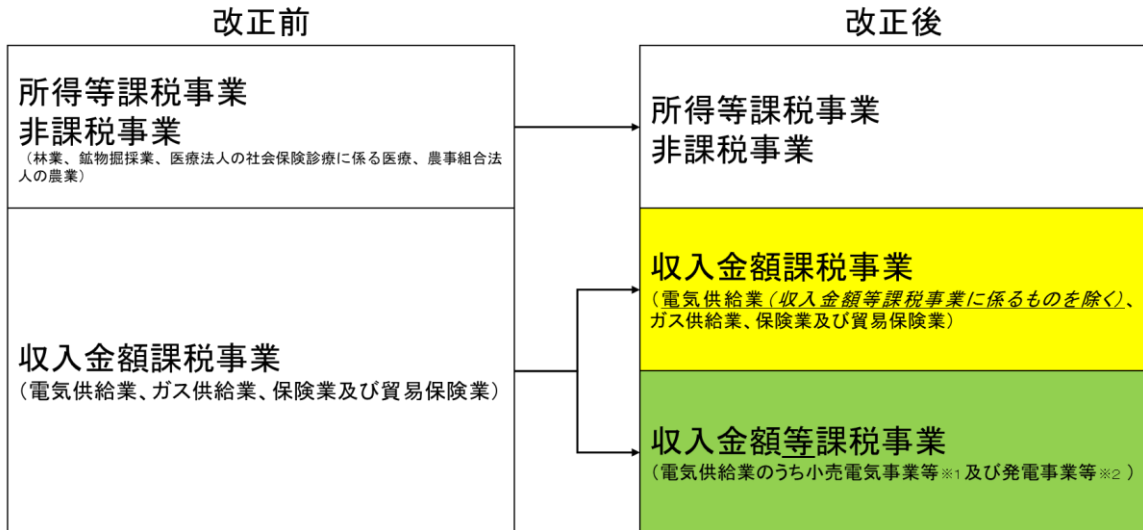 改正前
所得等課税事業
非課税事業
（林業、鉱物掘採業、医療法人の社会保険診療に係る医療、農事組合法
人の農業）
収入金額課税事業
（電気供給業、ガス供給業、保険業及び貿易保険業）
改正後
所得等課税事業
非課税事業
収入金額課税事業
（電気供給業（収入金額等課税事業に係るものを除く）、
ガス供給業、保険業及び貿易保険業）
収入金額等課税事業
（電気供給業のうち小売電気事業等※1及び発電事業等※2）